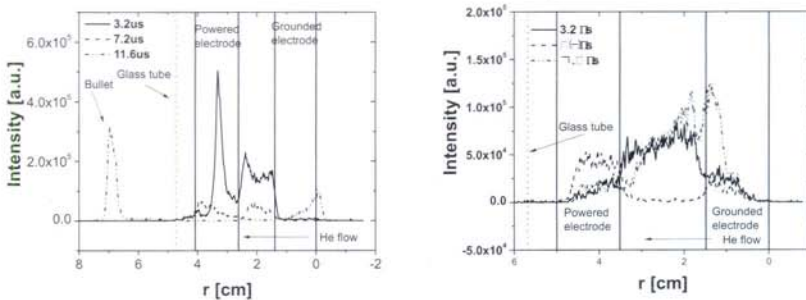 6.0x10⁵
4.0x10⁵
2.0x10⁵
0.0
Intensity [a.u.]
3.2us
7.2us
11.6us
Powered
electrode
Grounded
electrode
Glass tube
Bullet
He flow
8 6 4 2 0 -2
r [cm]
2.0x10⁵
1.5x10⁵
1.0x10⁵
5.0x10⁴
0.0
-5.0x10⁴
Intensity [a.u.]
3.2
Glass tube
Powered
electrode
Grounded
electrode
He flow
6 4 2 0
r [cm]